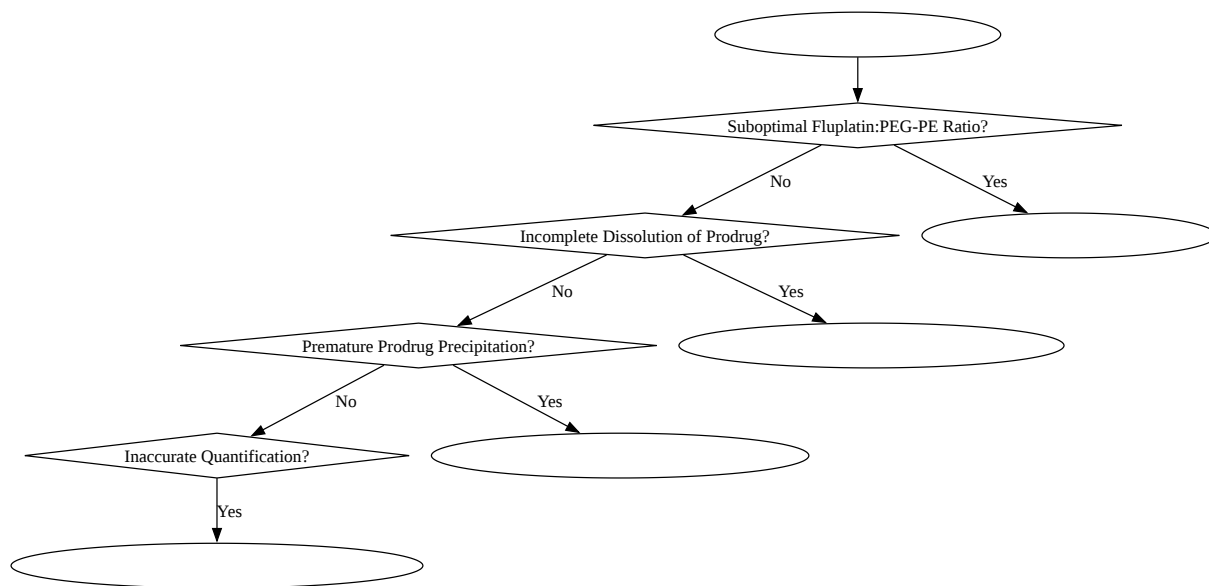 Suboptimal Fluplatin:PEG-PE Ratio?
No
Yes
Incomplete Dissolution of Prodrug?
No
Yes
Premature Prodrug Precipitation?
No
Yes
Inaccurate Quantification?
Yes